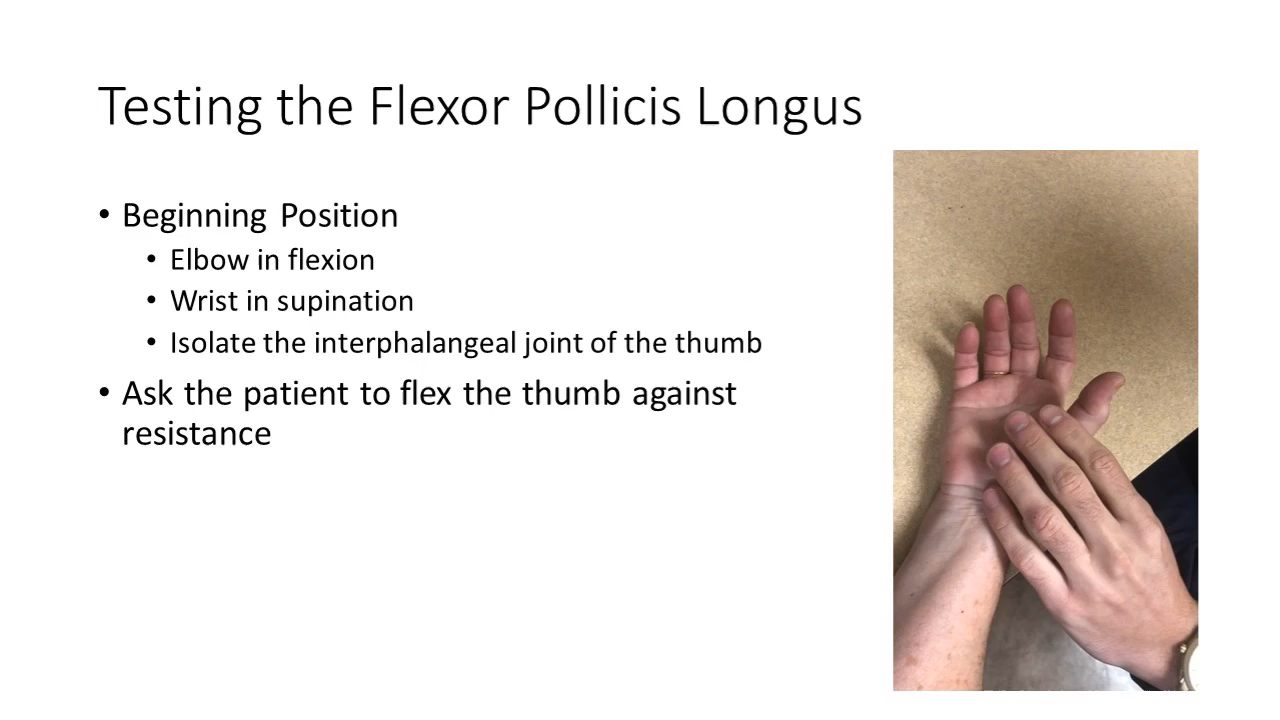 Testing the Flexor Pollicis Longus
• Beginning Position
• Elbow in flexion
• Wrist in supination
• Isolate the interphalangeal joint of the thumb
• Ask the patient to flex the thumb against
resistance